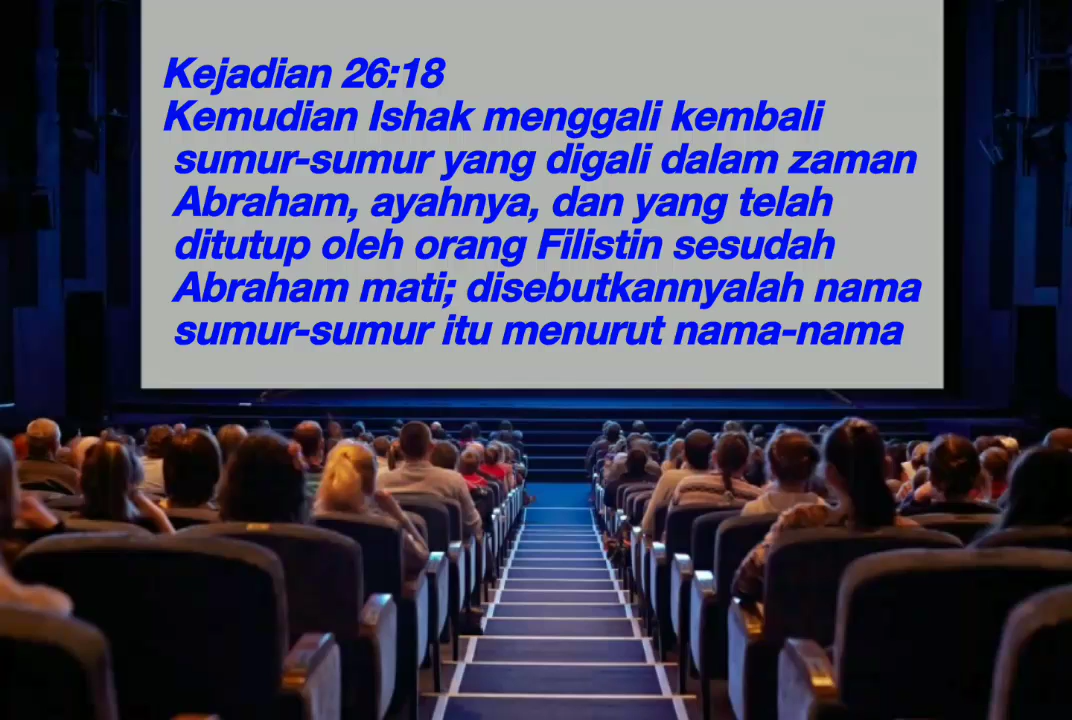 Kejadian 26:18
Kemudian Ishak menggali kembali
sumur-sumur yang digali dalam zaman
Abraham, ayahnya, dan yang telah
ditutup oleh orang Filistin sesudah
Abraham mati; disebutkannyalah nama
sumur-sumur itu menurut nama-nama